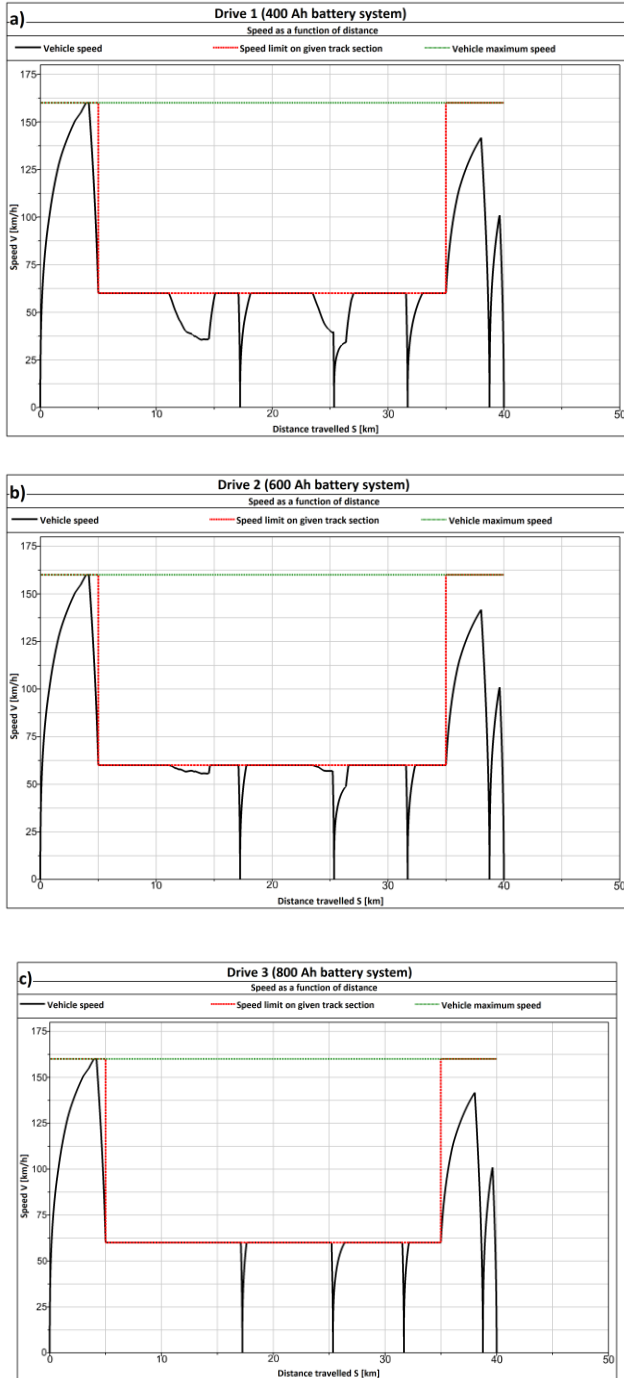 a)
Drive 1 (400 Ah battery system)
Speed as a function of distance
Vehicle speed Speed limit on given track section Vehicle maximum speed
Speed V [km/h]
175
150
125
100
75
50
25
0
0 10 20 30 40 50
Distance travelled S [km]
b)
Drive 2 (600 Ah battery system)
Speed as a function of distance
Vehicle speed Speed limit on given track section Vehicle maximum speed
Speed V [km/h]
175
150
125
100
75
50
25
0
0 10 20 30 40 50
Distance travelled S [km]
c)
Drive 3 (800 Ah battery system)
Speed as a function of distance
Vehicle speed Speed limit on given track section Vehicle maximum speed
Speed V [km/h]
175
150
125
100
75
50
25
0
0 10 20 30 40 50
Distance travelled S [km]